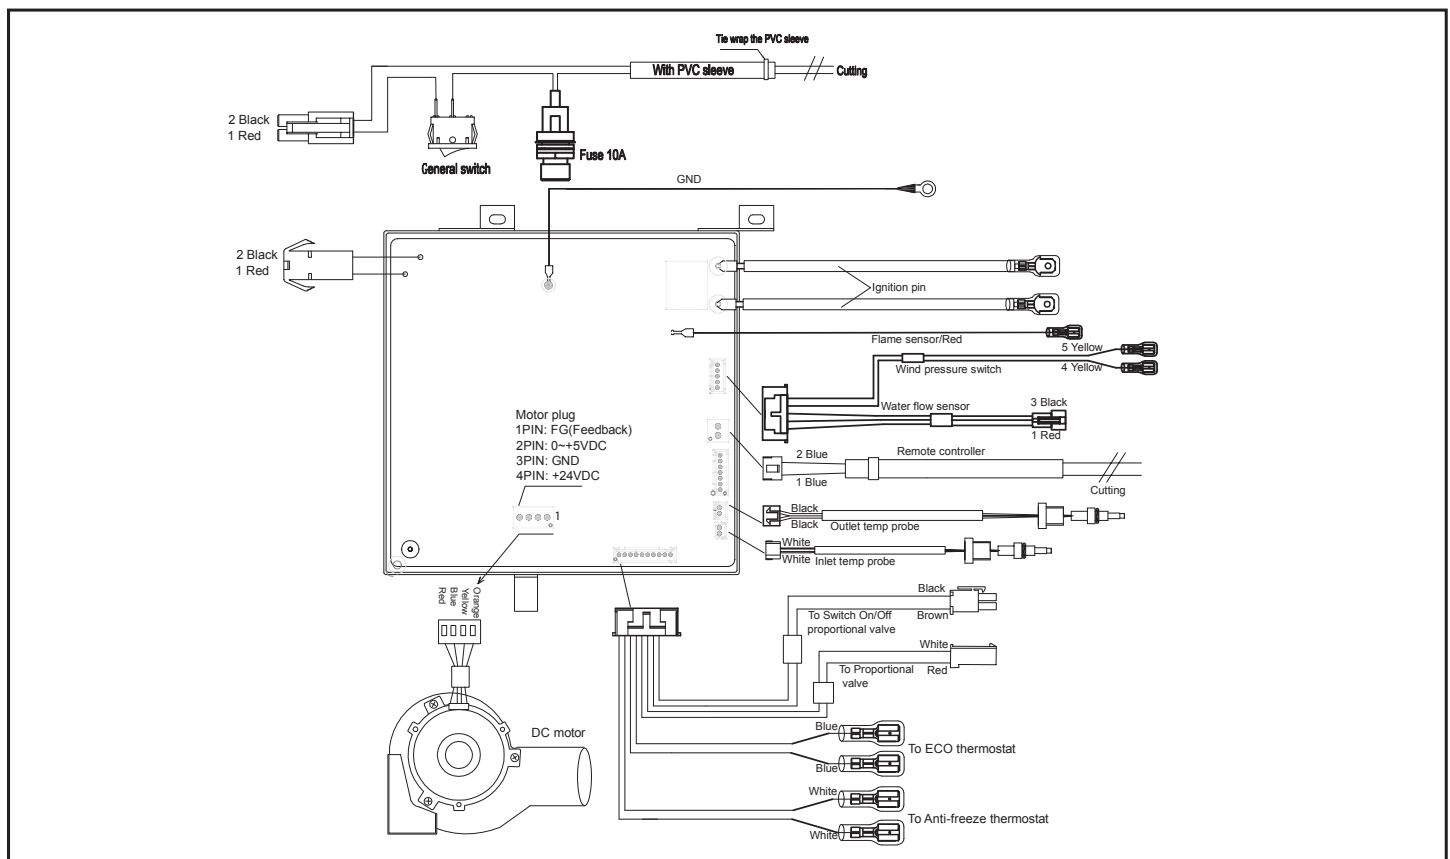 Tie wrap the PVC sleeve
With PVC sleeve
Cutting
2 Black
1 Red
General switch
Fuse 10A
GND
2 Black
1 Red
Ignition pin
Flame sensor/Red
5 Yellow
Wind pressure switch
4 Yellow
Water flow sensor
3 Black
1 Red
Motor plug
1PIN: FG(Feedback)
2PIN: 0~+5VDC
3PIN: GND
4PIN: +24VDC
1
2 Blue
Remote controller
1 Blue
Cutting
Black
Black
Outlet temp probe
White
White
Inlet temp probe
Orange
Yellow
Blue
Red
Black
To Switch On/Off
proportional valve
Brown
White
To Proportional
valve
Red
DC motor
Blue
To ECO thermostat
Blue
White
To Anti-freeze thermostat
White